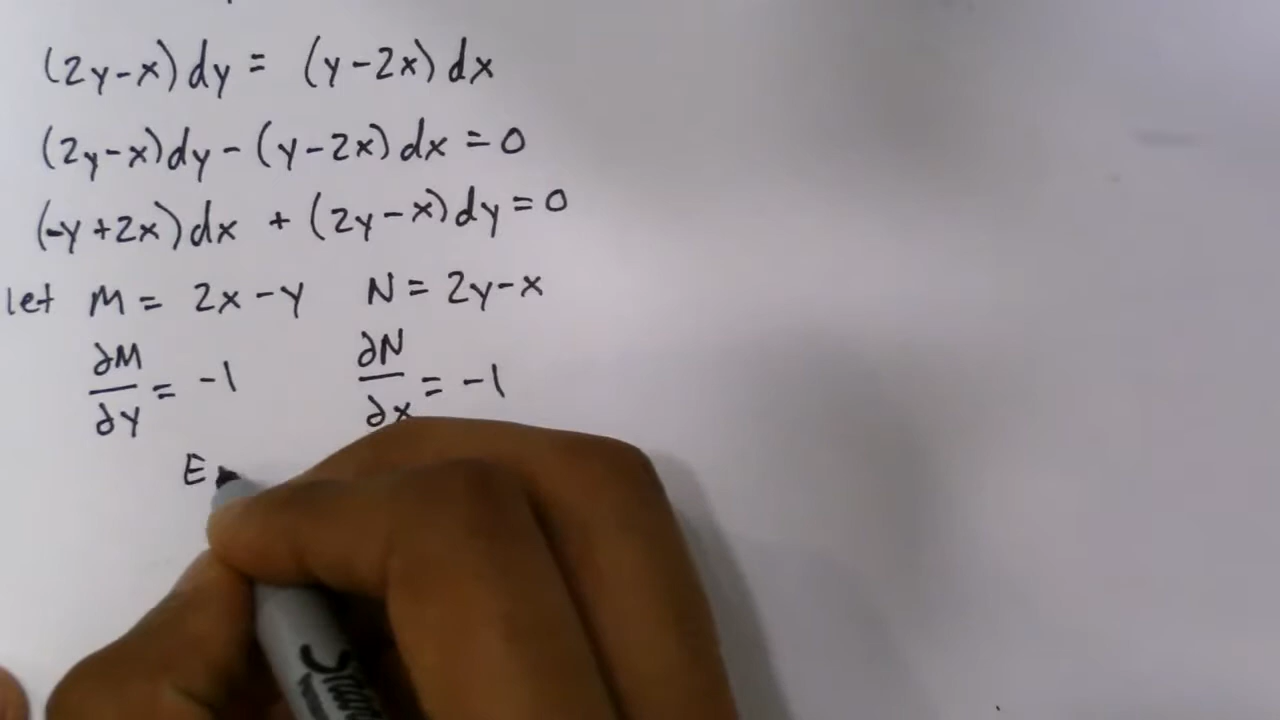 (2y-x)dy = (y-2x)dx
(2y-x)dy-(y-2x)dx=0
(-y+2x)dx + (2y-x)dy=0
let M = 2x-y N = 2y-x
∂M/∂y = -1 ∂N/∂x = -1
E